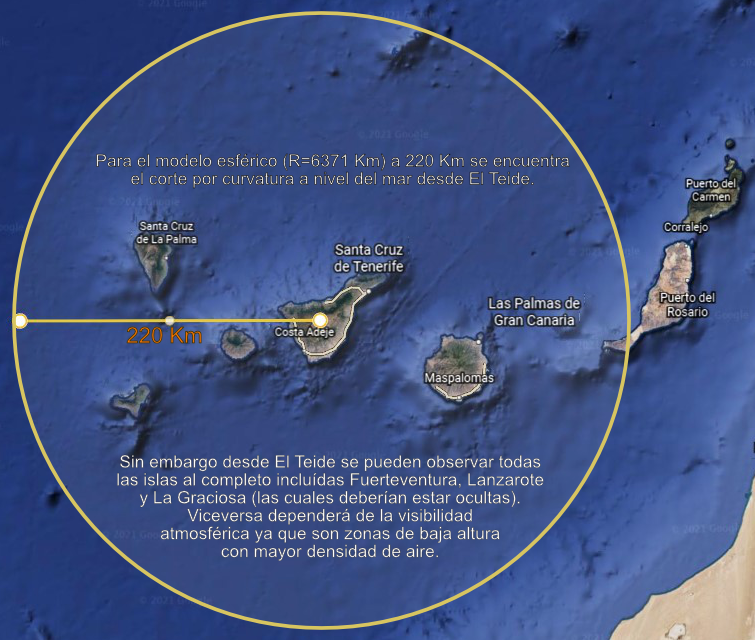 © 2021 Google
Para el modelo esférico (R=6371 Km) a 220 Km se encuentra
el corte por curvatura a nivel del mar desde El Teide.
Puerto del
Carmen
Santa Cruz
de La Palma
Corralejo
Santa Cruz
de Tenerife
Las Palmas de
Gran Canaria
Puerto del
Rosario
220 Km
Costa Adeje
Maspalomas
Sin embargo desde El Teide se pueden observar todas
las islas al completo incluídas Fuerteventura, Lanzarote
y La Graciosa (las cuales deberían estar ocultas).
Viceversa dependerá de la visibilidad
atmosférica ya que son zonas de baja altura
con mayor densidad de aire.